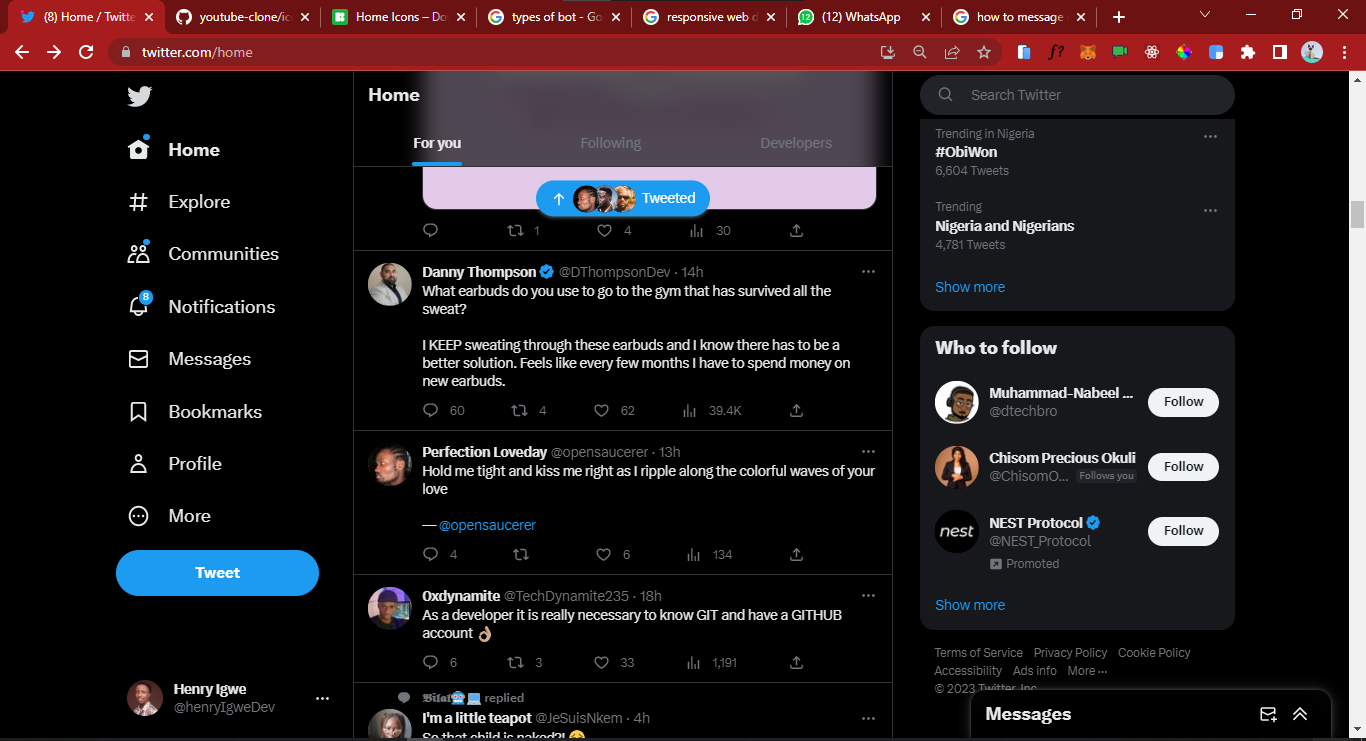 (8) Home / Twitte
youtube-clone/ic
Home Icons – Do
types of bot - Go
responsive web d
(12) WhatsApp
how to message
twitter.com/home
Home
Explore
Communities
8
Notifications
Messages
Bookmarks
Profile
More
Tweet
Henry Igwe
@henryIgweDev
Home
For you
Following
Developers
Tweeted
1
4
30
Danny Thompson @DThompsonDev · 14h
What earbuds do you use to go to the gym that has survived all the
sweat?
I KEEP sweating through these earbuds and I know there has to be a
better solution. Feels like every few months I have to spend money on
new earbuds.
60
4
62
39.4K
Perfection Loveday @opensaucerer · 13h
Hold me tight and kiss me right as I ripple along the colorful waves of your
love
— @opensaucerer
4
6
134
0xdynamite @TechDynamite235 · 18h
As a developer it is really necessary to know GIT and have a GITHUB
account 👌🏽
6
3
33
1,191
𝕭𝖎𝖑𝖆𝖑🤖💻 replied
I'm a little teapot @JeSuisNkem · 4h
So that child is naked?!
Search Twitter
Trending in Nigeria
#ObiWon
6,604 Tweets
Trending
Nigeria and Nigerians
4,781 Tweets
Show more
Who to follow
Muhammad-Nabeel ...
@dtechbro
Follow
Chisom Precious Okuli
@ChisomO... Follows you
Follow
nest
NEST Protocol
@NEST_Protocol
Follow
Promoted
Show more
Terms of Service Privacy Policy Cookie Policy
Accessibility Ads info More ···
© 2023 Twitter, Inc.
Messages